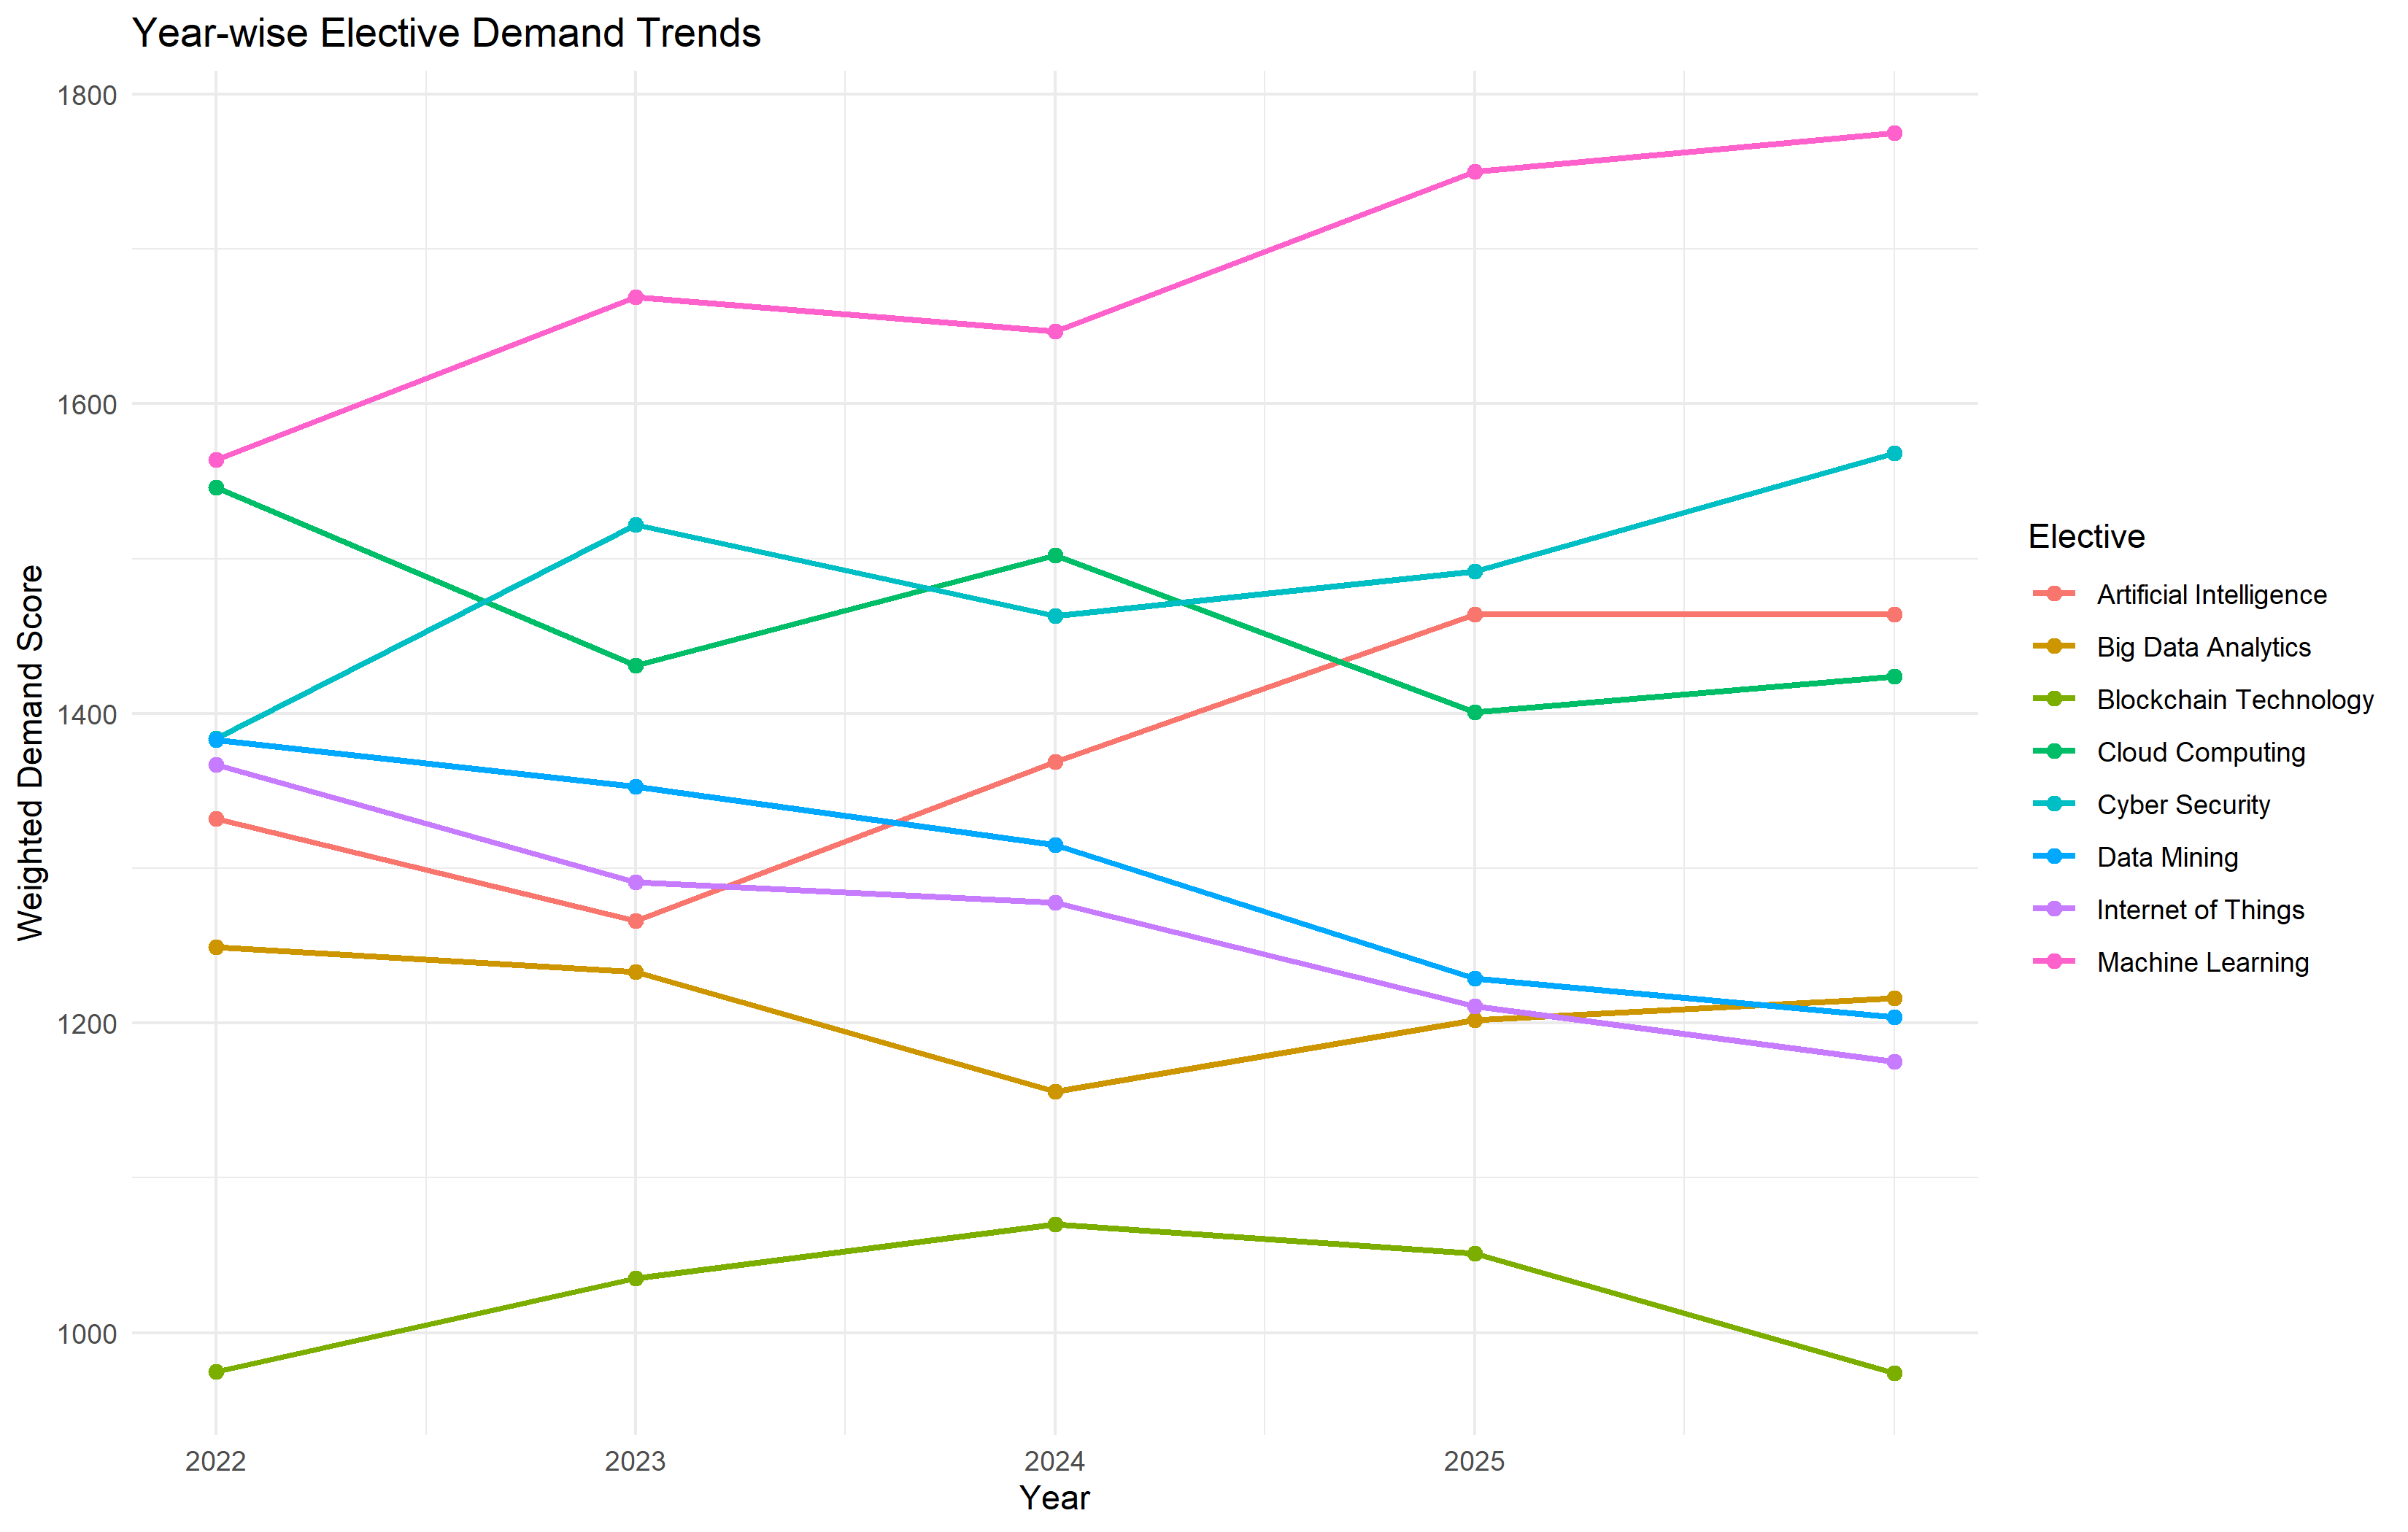 Year-wise Elective Demand Trends
Weighted Demand Score
1800
1600
1400
1200
1000
2022
2023
2024
2025
Year
Elective
Artificial Intelligence
Big Data Analytics
Blockchain Technology
Cloud Computing
Cyber Security
Data Mining
Internet of Things
Machine Learning